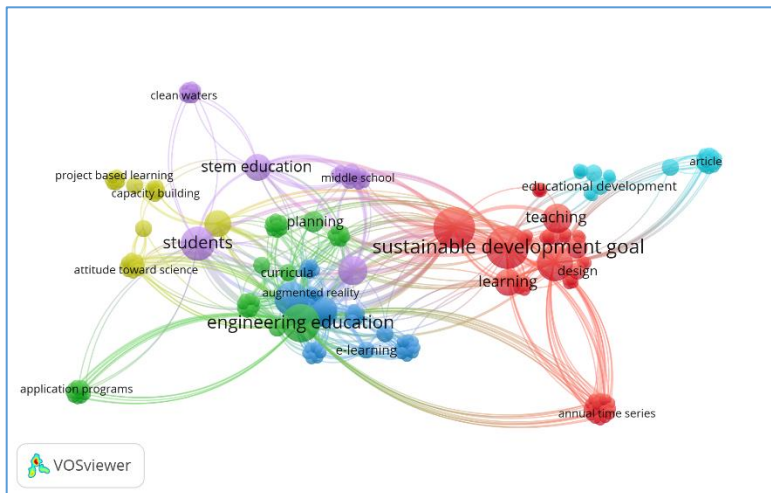 clean waters
stem education
middle school
project based learning
capacity building
article
educational development
teaching
planning
students
sustainable development goal
attitude toward science
curricula
learning
design
augmented reality
engineering education
e-learning
application programs
annual time series
VOSviewer